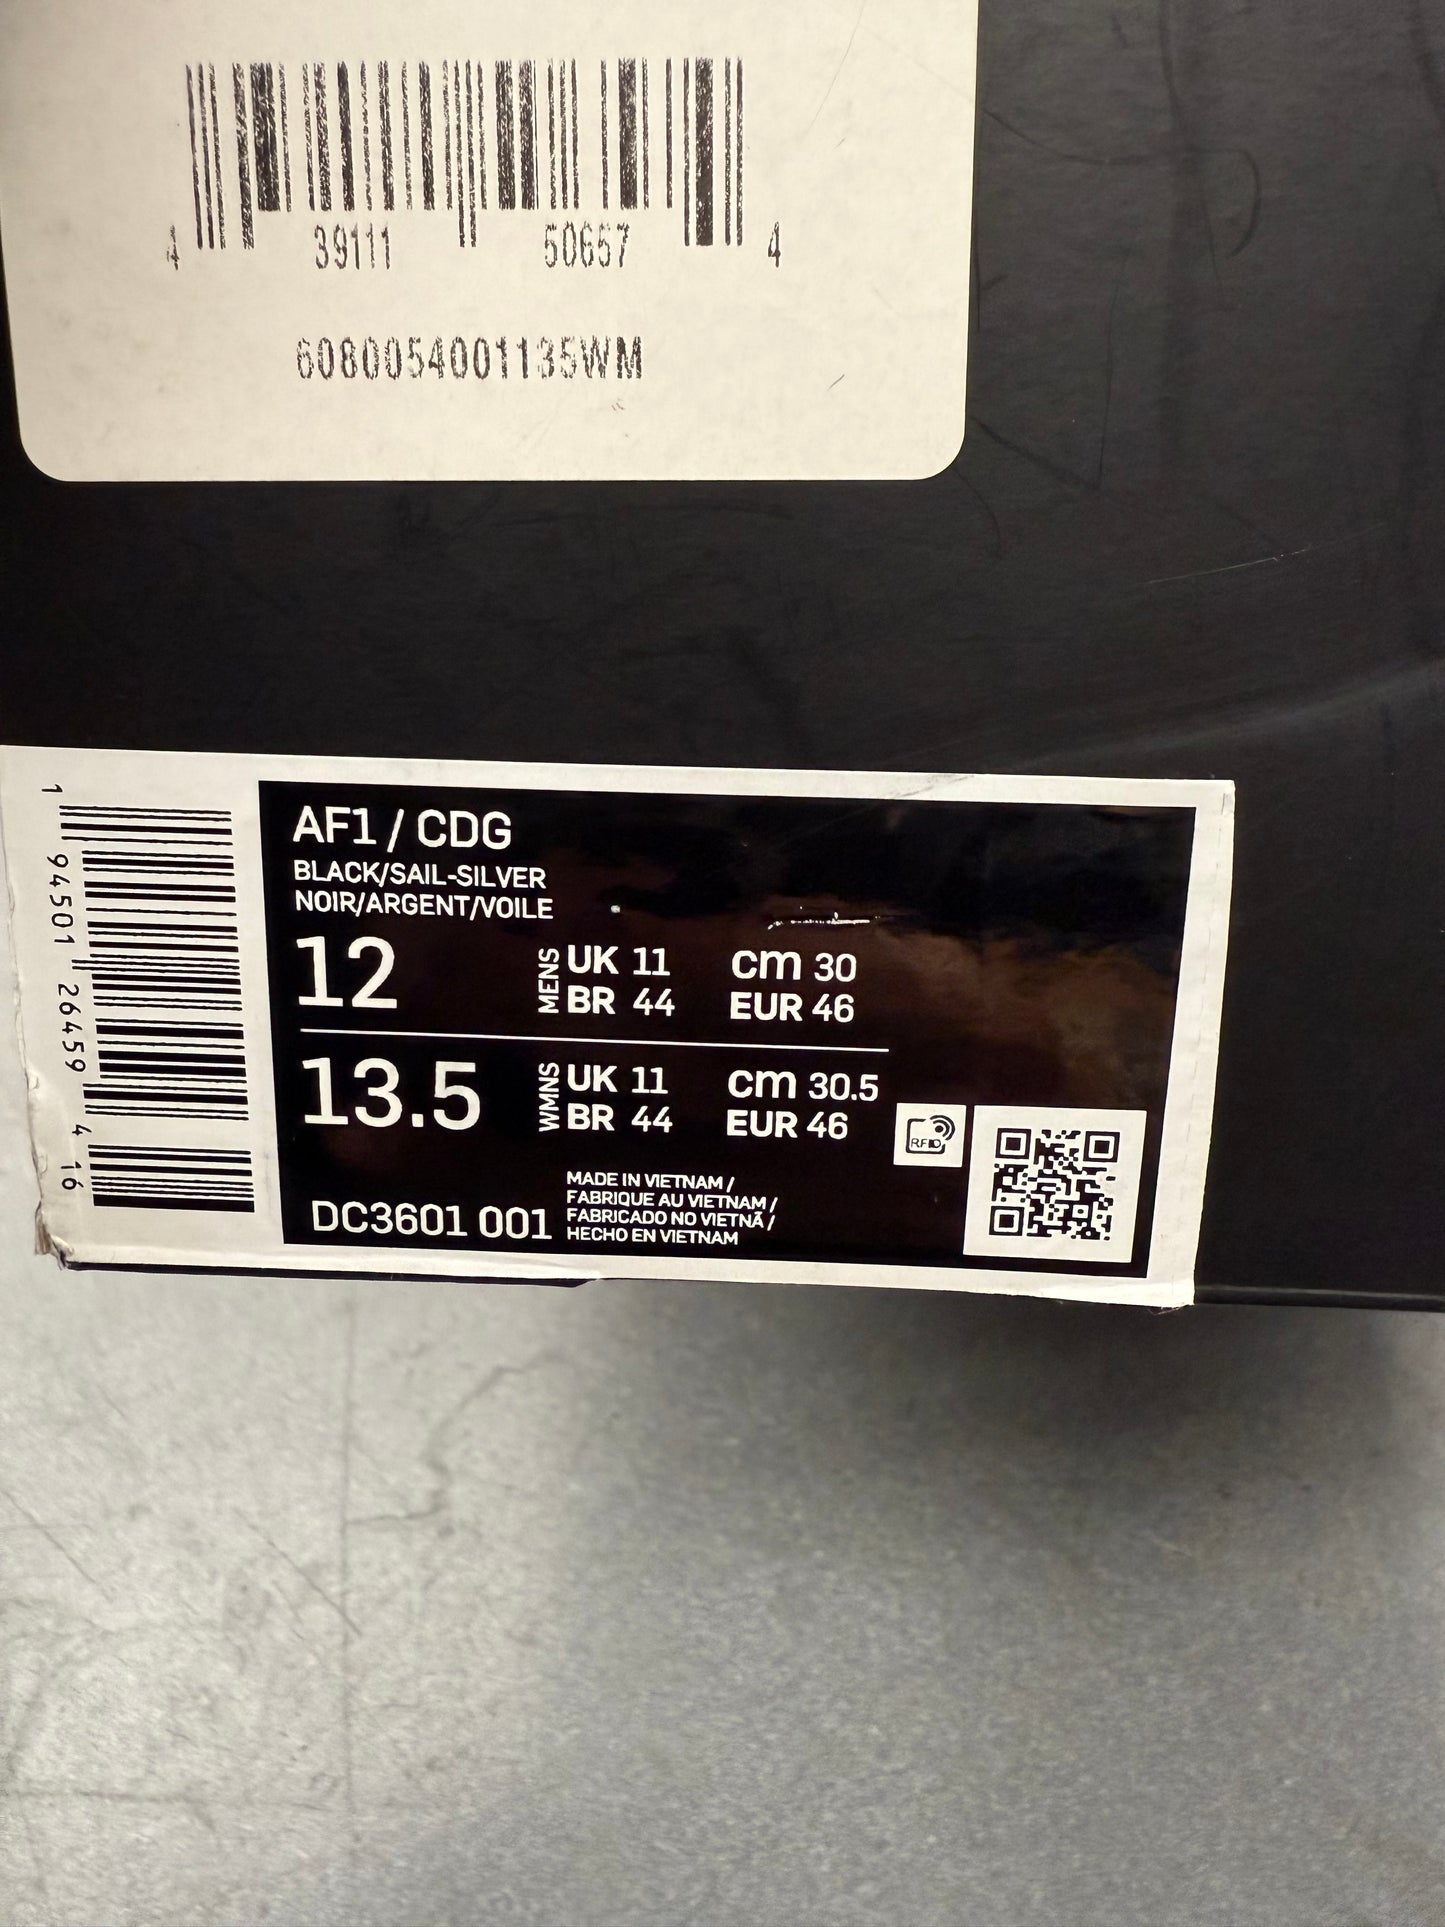 4 39111 50657 4
6080054001135WM
1 94501 26459 4 16
AF1 / CDG
BLACK/SAIL-SILVER
NOIR/ARGENT/VOILE
12 MENS UK 11 cm 30
BR 44 EUR 46
13.5 WMNS UK 11 cm 30.5
BR 44 EUR 46
RFID
DC3601 001
MADE IN VIETNAM /
FABRIQUE AU VIETNAM /
FABRICADO NO VIETNÃ /
HECHO EN VIETNAM